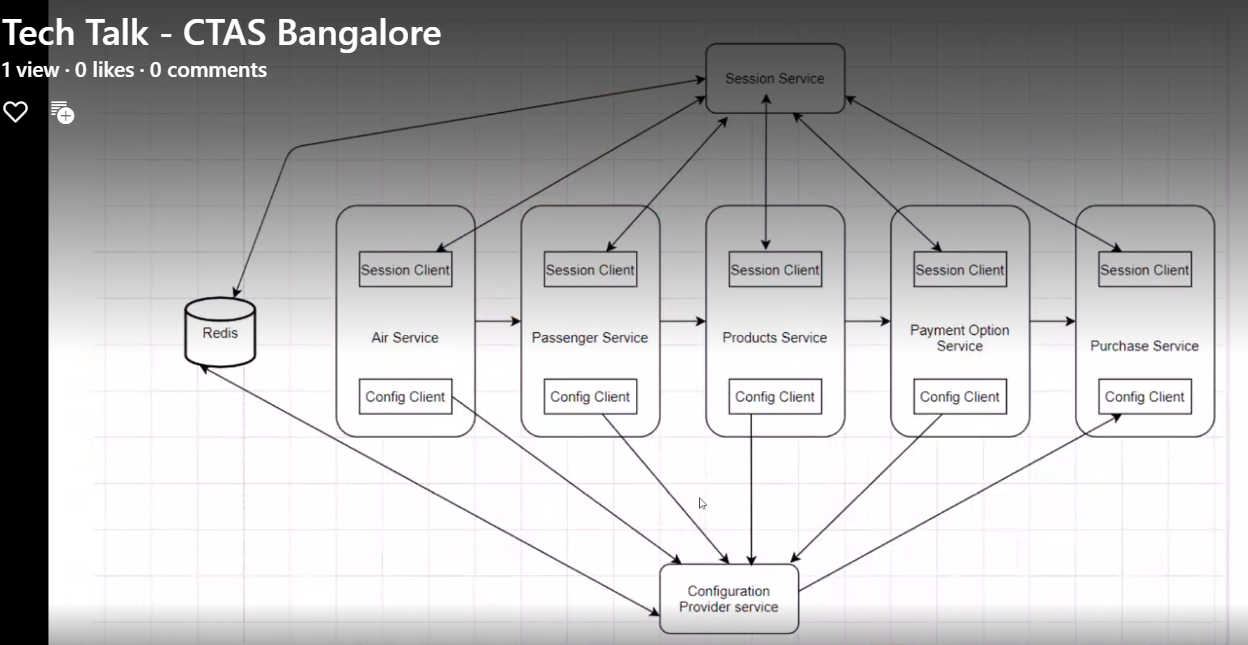 Tech Talk - CTAS Bangalore
1 view · 0 likes · 0 comments
Session Service
Session Client
Session Client
Session Client
Session Client
Session Client
Redis
Air Service
Passenger Service
Products Service
Payment Option
Service
Purchase Service
Config Client
Config Client
Config Client
Config Client
Config Client
Configuration
Provider service